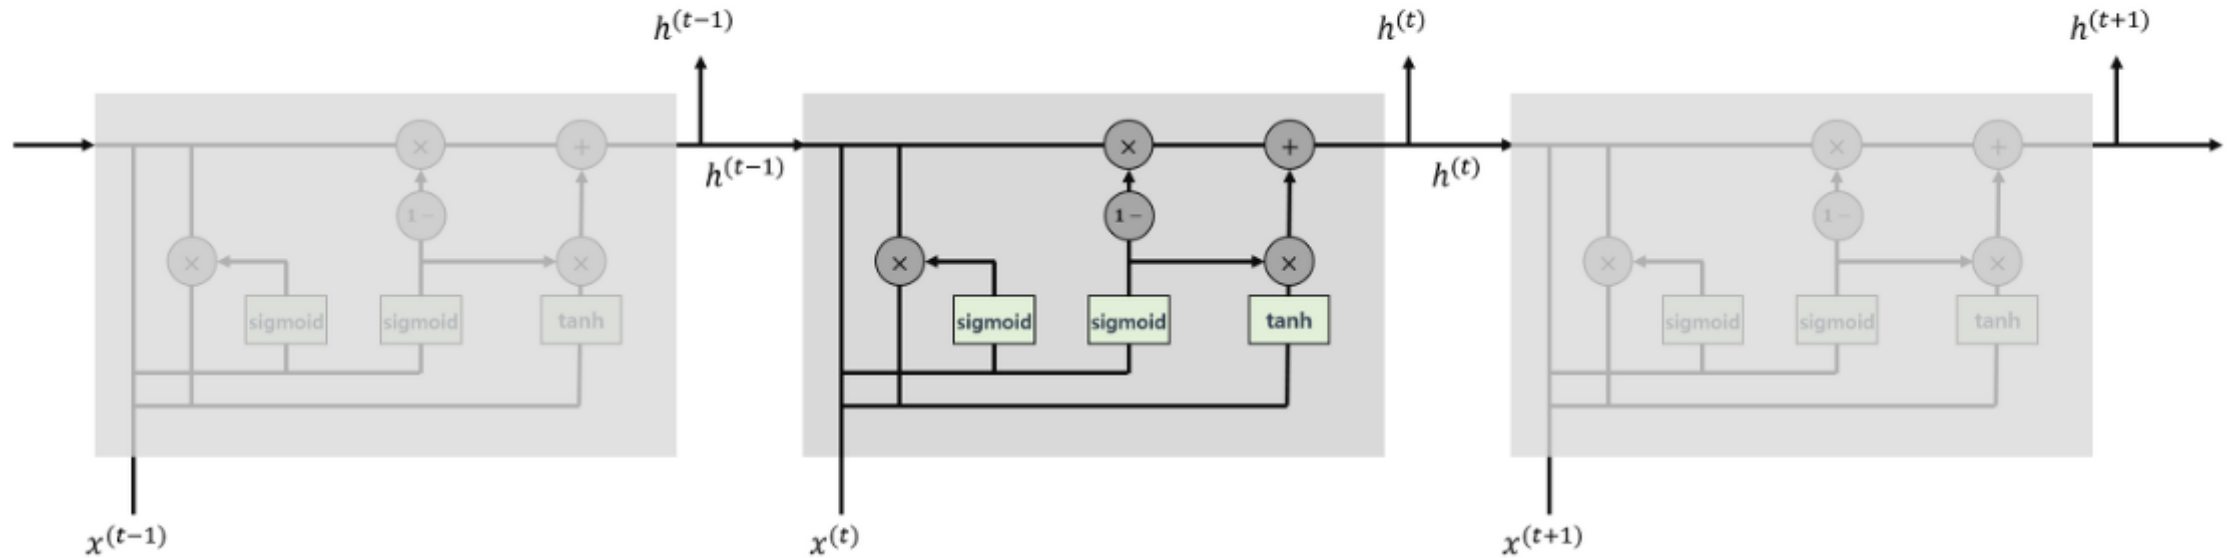 h^(t−1) h^(t) h^(t+1)
× + × + × +
h^(t−1) h^(t)
1− 1− 1−
× × × × × ×
sigmoid sigmoid tanh sigmoid sigmoid tanh sigmoid sigmoid tanh
x^(t−1) x^(t) x^(t+1)